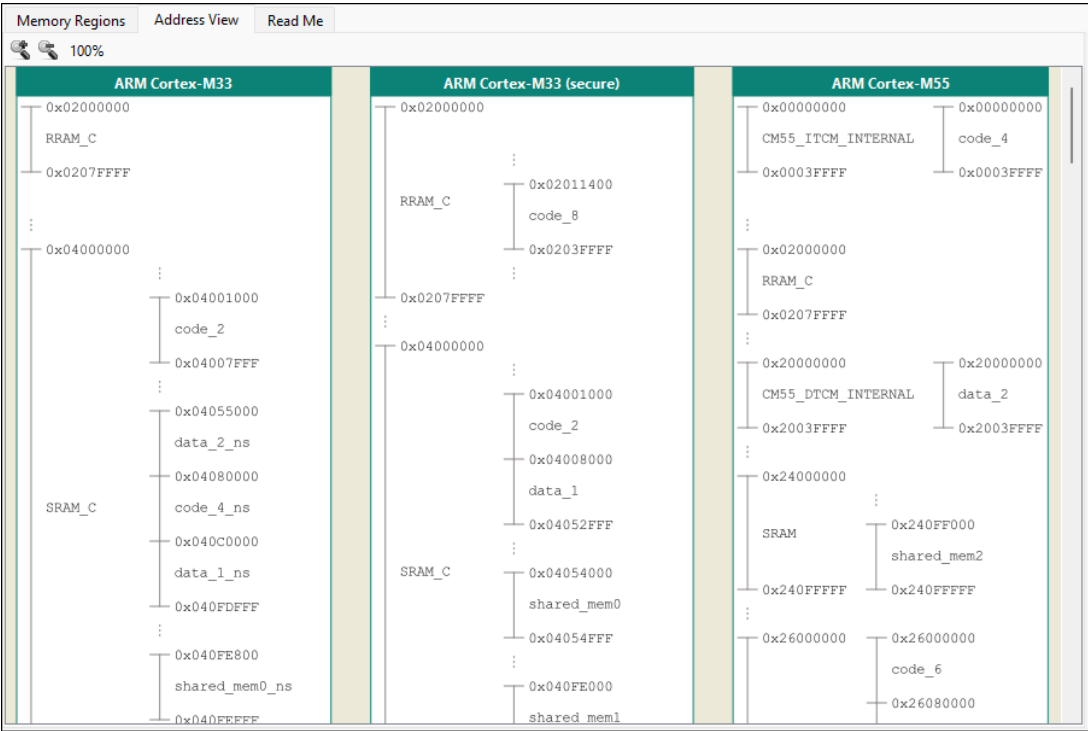 Memory Regions Address View Read Me
100%
ARM Cortex-M33
0x02000000
RRAM_C
0x0207FFFF
0x04000000
0x04001000
code_2
0x04007FFF
0x04055000
data_2_ns
0x04080000
SRAM_C
code_4_ns
0x040C0000
data_1_ns
0x040FDFFF
0x040FE800
shared_mem0_ns
0x040FEFFF
ARM Cortex-M33 (secure)
0x02000000
0x02011400
RRAM_C
code_8
0x0203FFFF
0x0207FFFF
0x04000000
0x04001000
code_2
0x04008000
data_1
0x04052FFF
SRAM_C
0x04054000
shared_mem0
0x04054FFF
0x040FE000
shared_mem1
ARM Cortex-M55
0x00000000 0x00000000
CM55_ITCM_INTERNAL code_4
0x0003FFFF 0x0003FFFF
0x02000000
RRAM_C
0x0207FFFF
0x20000000 0x20000000
CM55_DTCM_INTERNAL data_2
0x2003FFFF 0x2003FFFF
0x24000000
0x240FF000
SRAM
shared_mem2
0x240FFFFF 0x240FFFFF
0x26000000 0x26000000
code_6
0x26080000